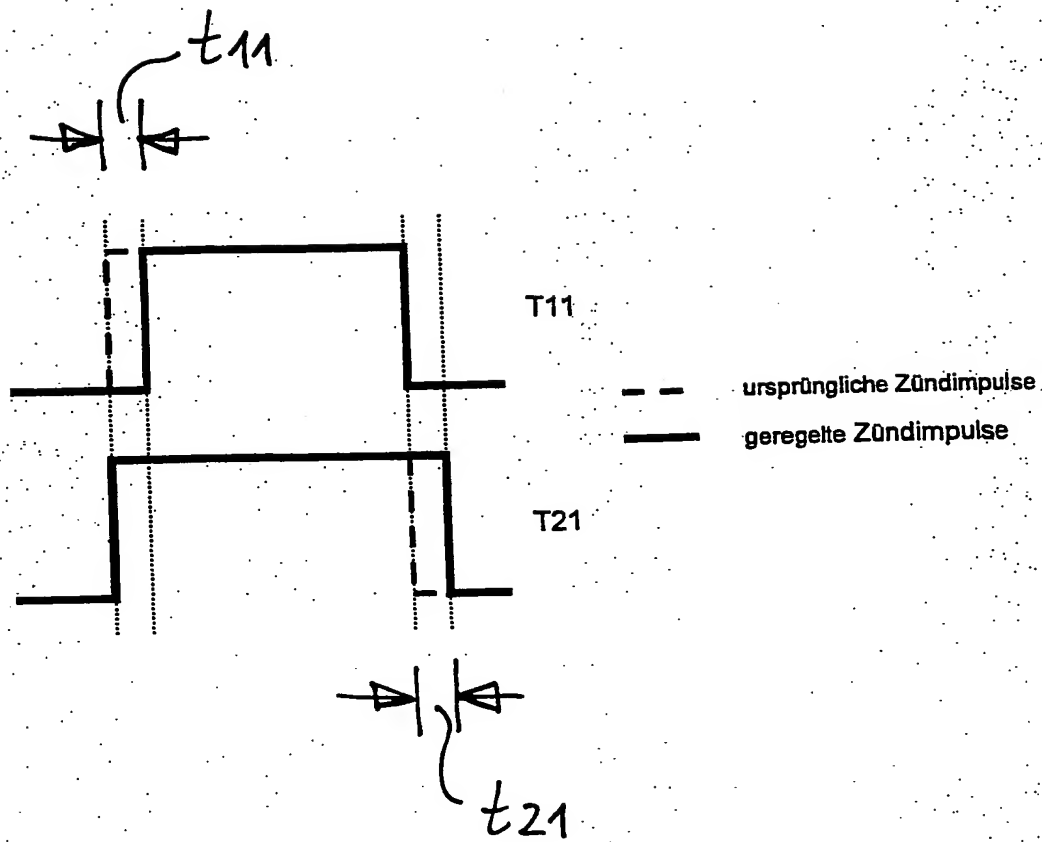 t11
T11
ursprüngliche Zündimpulse
geregelte Zündimpulse
T21
t21